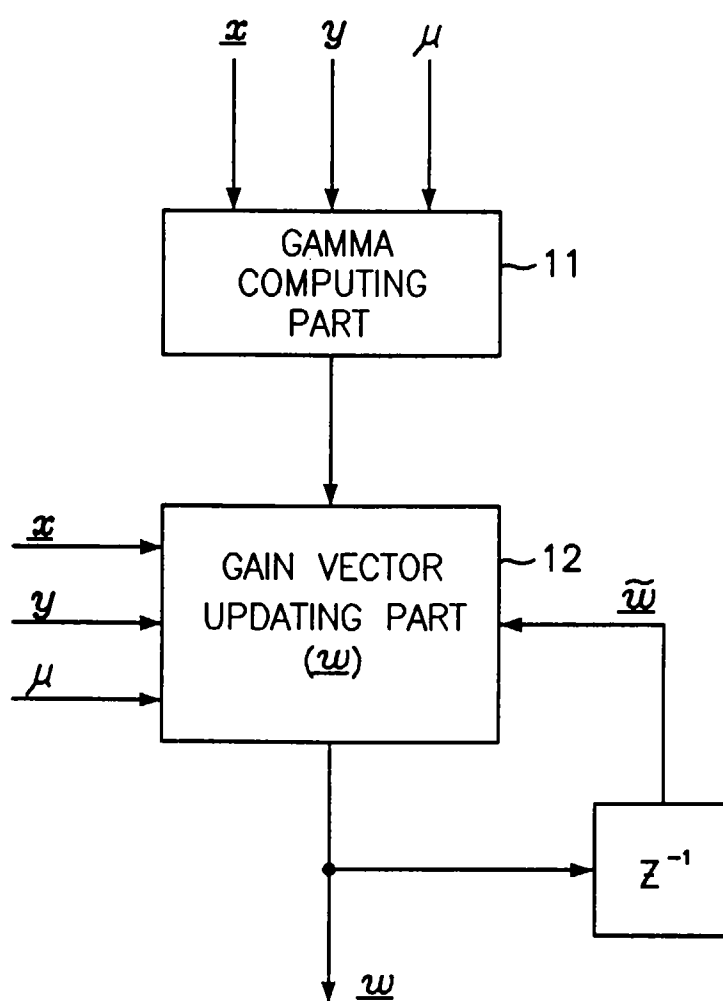 x y μ
GAMMA
COMPUTING
PART
11
x
y
μ
GAIN VECTOR
UPDATING PART
(w)
12
w̃
Z⁻¹
w